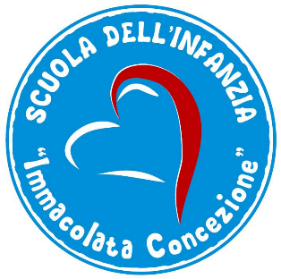 SCUOLA DELL'INFANZIA
"Immacolata Concezione"